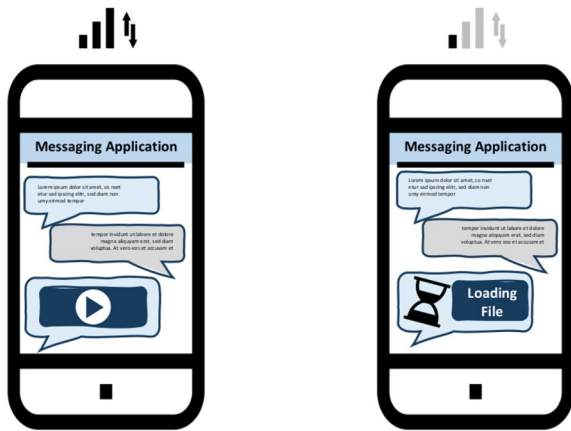 Messaging Application
Lorem ipsum dolor sit amet, co nset
etur sad ipscing elitr, sed diam non
umy eirmod tempor
tempor invidunt ut labore et dolore
magna aliquyam erat, sed diam
voluptua. At vero eos et accusam et
Messaging Application
Lorem ipsum dolor sit amet, co nset
etur sad ipscing elitr, sed diam non
umy eirmod tempor
tempor invidunt ut labore et dolore
magna aliquyam erat, sed diam
voluptua. At vero eos et accusam et
Loading
File